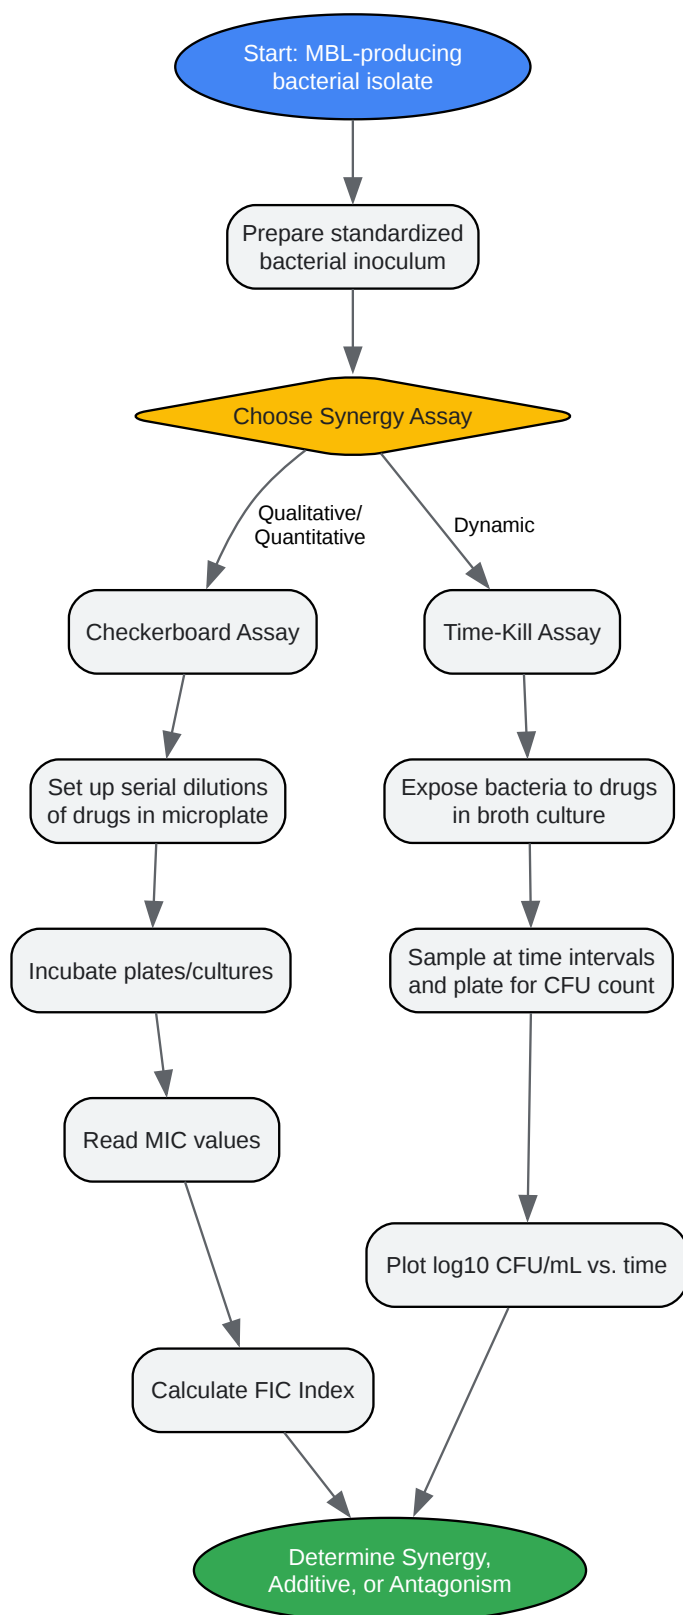 Start: MBL-producing
bacterial isolate
Prepare standardized
bacterial inoculum
Choose Synergy Assay
Qualitative/
Quantitative
Dynamic
Checkerboard Assay
Time-Kill Assay
Set up serial dilutions
of drugs in microplate
Expose bacteria to drugs
in broth culture
Incubate plates/cultures
Sample at time intervals
and plate for CFU count
Read MIC values
Plot log10 CFU/mL vs. time
Calculate FIC Index
Determine Synergy,
Additive, or Antagonism